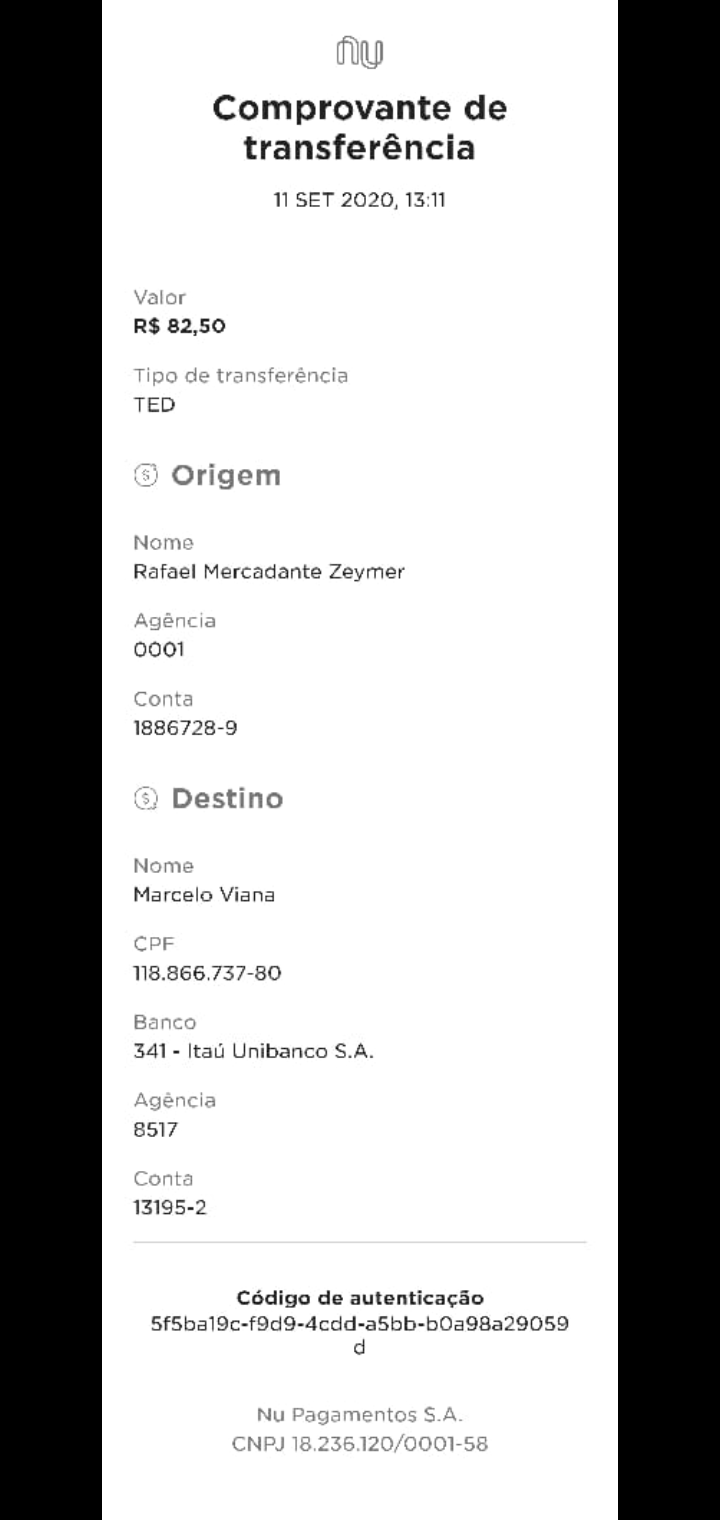 nu
Comprovante de
transferência
11 SET 2020, 13:11
Valor
R$ 82,50
Tipo de transferência
TED
Origem
Nome
Rafael Mercadante Zeymer
Agência
0001
Conta
1886728-9
Destino
Nome
Marcelo Viana
CPF
118.866.737-80
Banco
341 - Itaú Unibanco S.A.
Agência
8517
Conta
13195-2
Código de autenticação
5f5ba19c-f9d9-4cdd-a5bb-b0a98a29059
d
Nu Pagamentos S.A.
CNPJ 18.236.120/0001-58